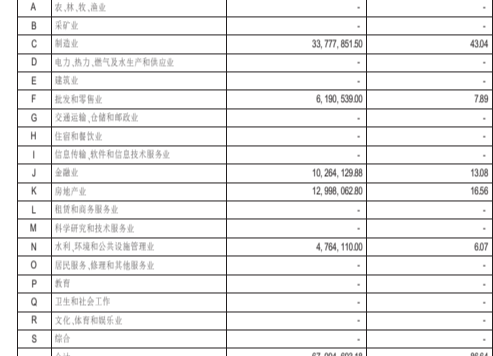 A 农、林、牧、渔业 - -
B 采矿业 - -
C 制造业 33,777,851.50 43.04
D 电力、热力、燃气及水生产和供应业 - -
E 建筑业 - -
F 批发和零售业 6,190,539.00 7.89
G 交通运输、仓储和邮政业 - -
H 住宿和餐饮业 - -
I 信息传输、软件和信息技术服务业 - -
J 金融业 10,264,129.88 13.08
K 房地产业 12,998,062.80 16.56
L 租赁和商务服务业 - -
M 科学研究和技术服务业 - -
N 水利、环境和公共设施管理业 4,764,110.00 6.07
O 居民服务、修理和其他服务业 - -
P 教育 - -
Q 卫生和社会工作 - -
R 文化、体育和娱乐业 - -
S 综合 - -
合计 67,994,693.18 86.64